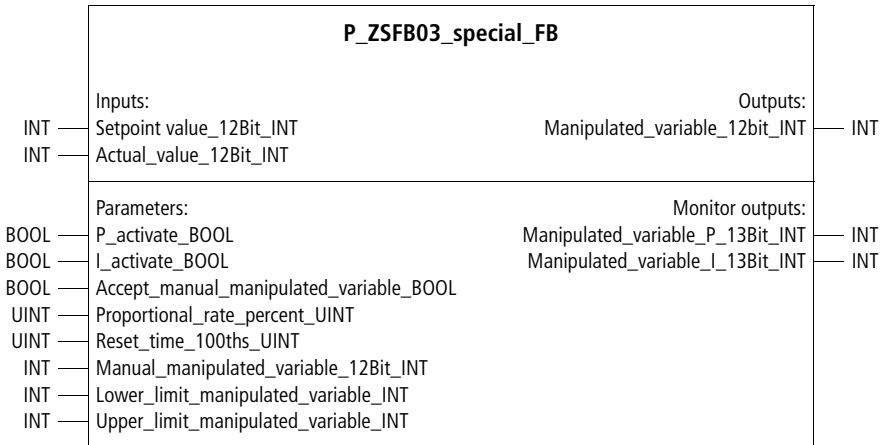 P_ZSFB03_special_FB
Inputs: Outputs:
INT Setpoint value_12Bit_INT Manipulated_variable_12bit_INT INT
INT Actual_value_12Bit_INT
Parameters: Monitor outputs:
BOOL P_activate_BOOL Manipulated_variable_P_13Bit_INT INT
BOOL I_activate_BOOL Manipulated_variable_I_13Bit_INT INT
BOOL Accept_manual_manipulated_variable_BOOL
UINT Proportional_rate_percent_UINT
UINT Reset_time_100ths_UINT
INT Manual_manipulated_variable_12Bit_INT
INT Lower_limit_manipulated_variable_INT
INT Upper_limit_manipulated_variable_INT